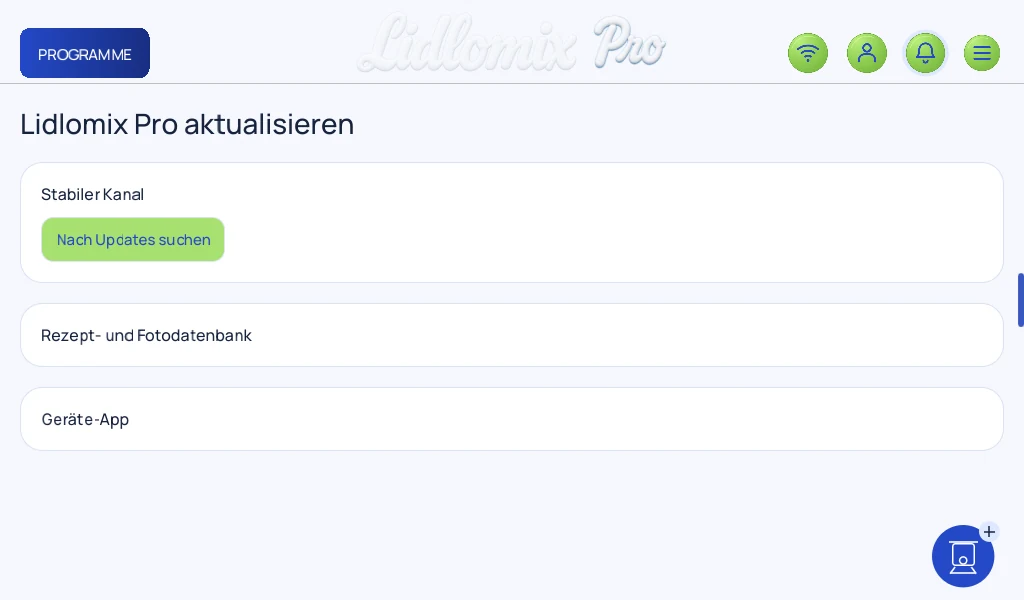 PROGRAMME
Lidlomix Pro
Lidlomix Pro aktualisieren
Stabiler Kanal
Nach Updates suchen
Rezept- und Fotodatenbank
Geräte-App